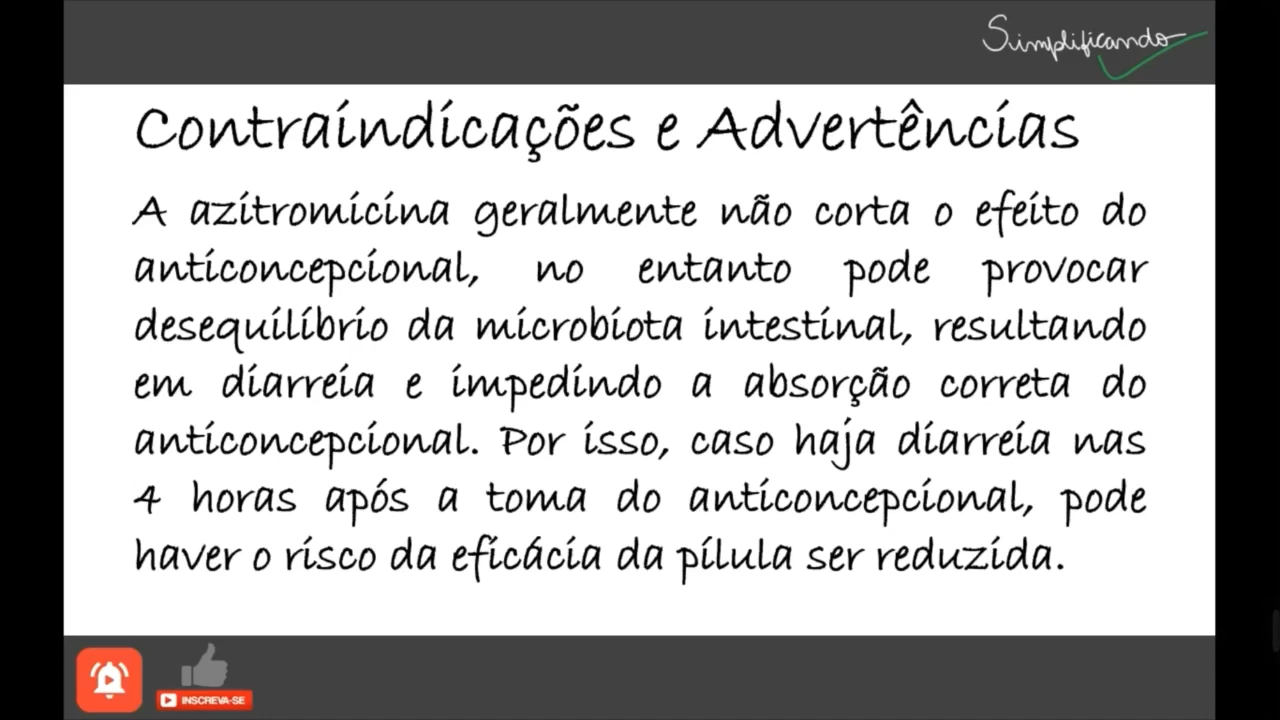 Simplificando
Contraindicações e Advertências
A azitromicina geralmente não corta o efeito do
anticoncepcional, no entanto pode provocar
desequilíbrio da microbiota intestinal, resultando
em diarreia e impedindo a absorção correta do
anticoncepcional. Por isso, caso haja diarreia nas
4 horas após a toma do anticoncepcional, pode
haver o risco da eficácia da pílula ser reduzida.
INSCREVA-SE